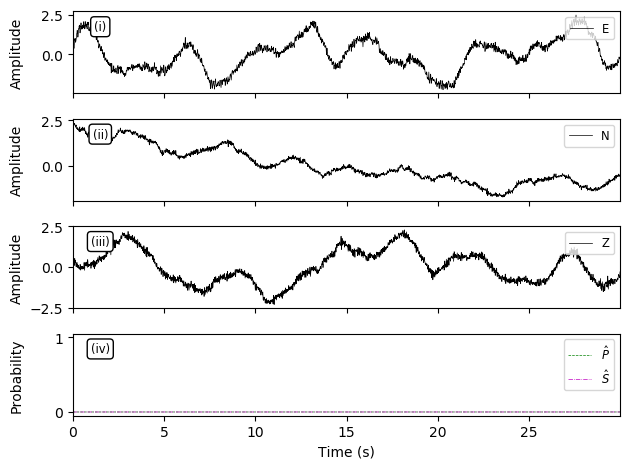 2.5
0.0
Amplitude
(i)
E
2.5
0.0
Amplitude
(ii)
N
2.5
0.0
−2.5
Amplitude
(iii)
Z
1
0
Probability
(iv)
P̂
Ŝ
0 5 10 15 20 25
Time (s)